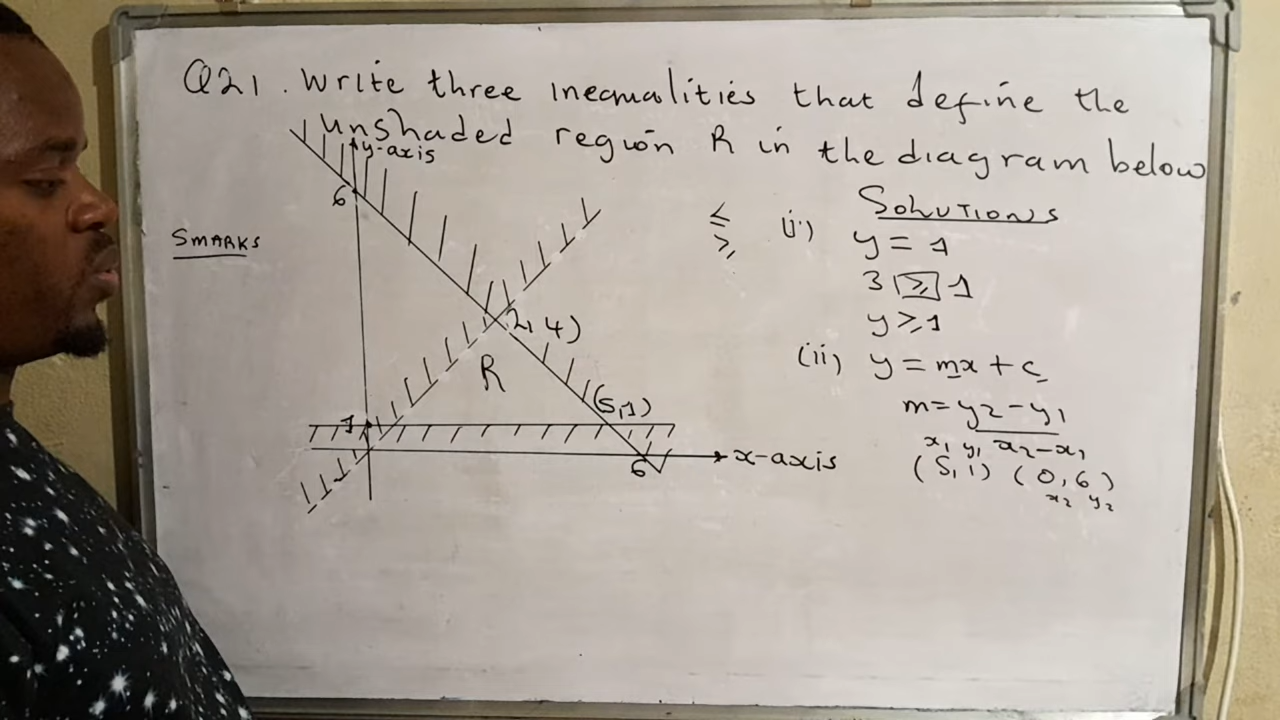 Q21. Write three inequalities that define the
unshaded region R in the diagram below
y-axis
6
5MARKS
2,4)
R
(5,1)
1
x-axis
6
≤
≥
Solutions
(i) y = 1
3 ≥ 1
y ≥ 1
(ii) y = mx + c
m = y2 - y1
x2 - x1
x1 y1
(5,1) (0,6)
x2 y2